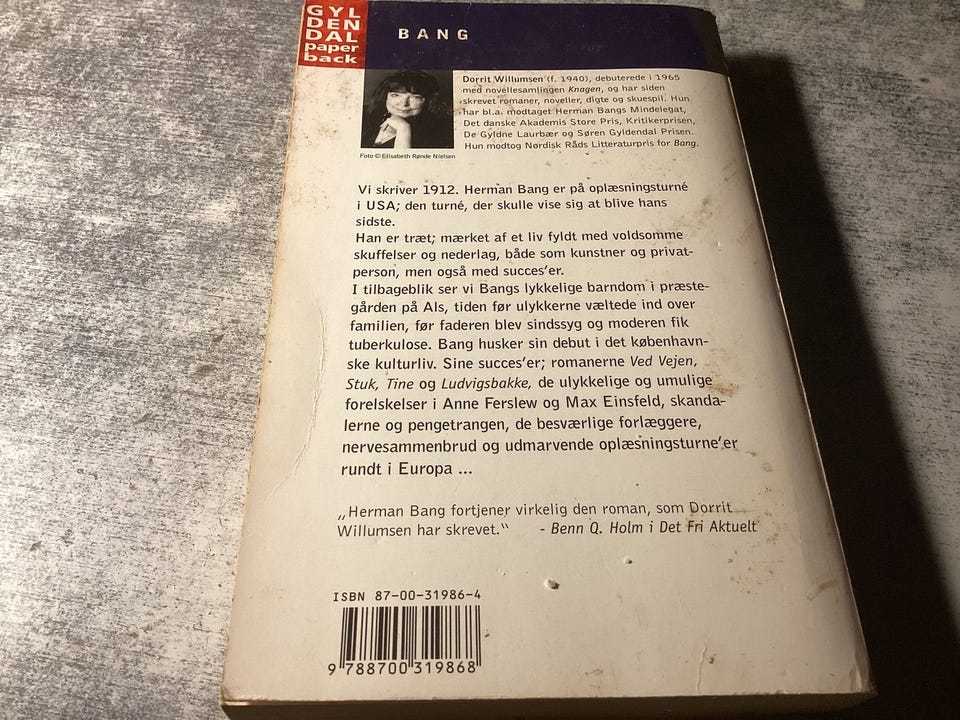 GYL
DEN
DAL
paper
back
BANG
Dorrit Willumsen (f. 1940), debuterede i 1965
med novellesamlingen Knagen, og har siden
skrevet romaner, noveller, digte og skuespil. Hun
har bl.a. modtaget Herman Bangs Mindelegat,
Det danske Akademis Store Pris, Kritikerprisen,
De Gyldne Laurbær og Søren Gyldendal Prisen.
Hun modtog Nordisk Råds Litteraturpris for Bang.
Foto © Elisabeth Rønde Nielsen
Vi skriver 1912. Herman Bang er på oplæsningsturné
i USA; den turné, der skulle vise sig at blive hans
sidste.
Han er træt; mærket af et liv fyldt med voldsomme
skuffelser og nederlag, både som kunstner og privat-
person, men også med succes'er.
I tilbageblik ser vi Bangs lykkelige barndom i præste-
gården på Als, tiden før ulykkerne væltede ind over
familien, før faderen blev sindssyg og moderen fik
tuberkulose. Bang husker sin debut i det københavn-
ske kulturliv. Sine succes'er; romanerne Ved Vejen,
Stuk, Tine og Ludvigsbakke, de ulykkelige og umulige
forelskelser i Anne Ferslew og Max Einsfeld, skanda-
lerne og pengetrangen, de besværlige forlæggere,
nervesammenbrud og udmarvende oplæsningsturne'er
rundt i Europa ...
„Herman Bang fortjener virkelig den roman, som Dorrit
Willumsen har skrevet.“ - Benn Q. Holm i Det Fri Aktuelt
ISBN 87-00-31986-4
9 788700 319868